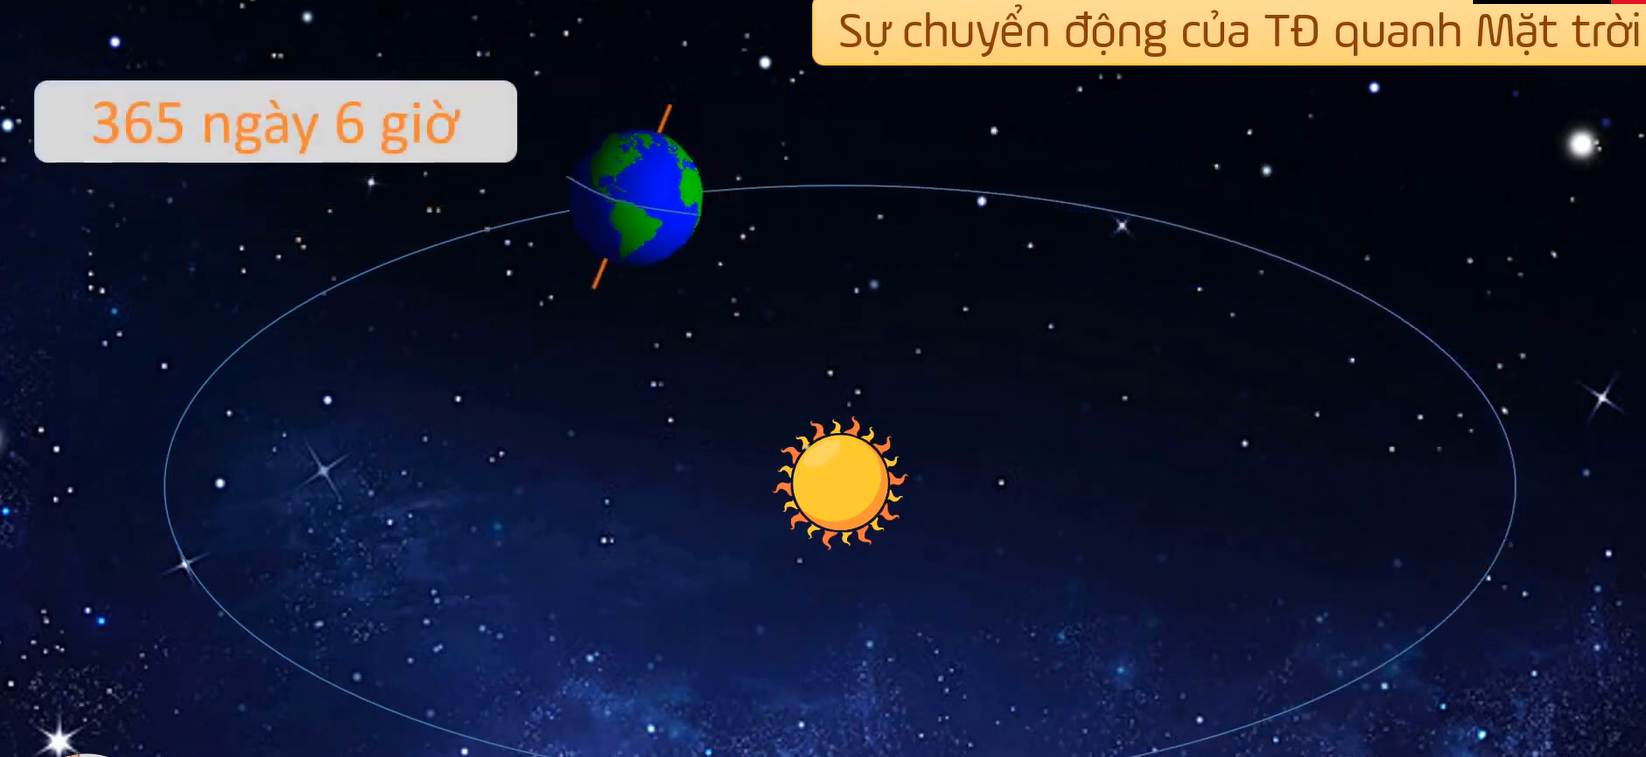 Sự chuyển động của TĐ quanh Mặt trời
365 ngày 6 giờ